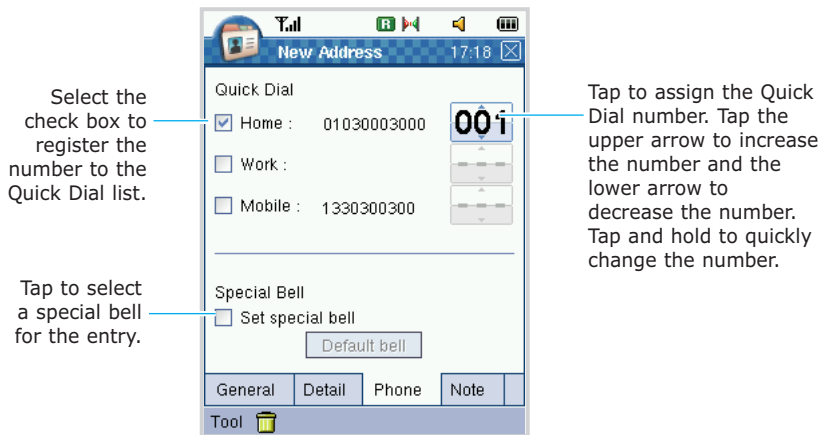 R
New Address 17:18
Quick Dial
Home : 01030003000 001
Work : ---
Mobile : 1330300300 ---
Special Bell
Set special bell
Default bell
General Detail Phone Note
Tool
Select the
check box to
register the
number to the
Quick Dial list.
Tap to select
a special bell
for the entry.
Tap to assign the Quick
Dial number. Tap the
upper arrow to increase
the number and the
lower arrow to
decrease the number.
Tap and hold to quickly
change the number.